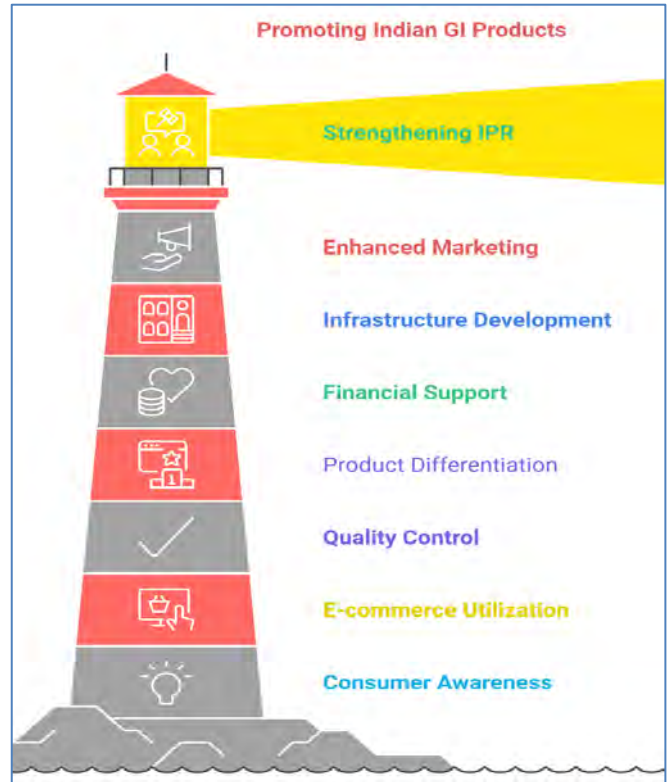 Promoting Indian GI Products
Strengthening IPR
Enhanced Marketing
Infrastructure Development
Financial Support
Product Differentiation
1
Quality Control
E-commerce Utilization
Consumer Awareness